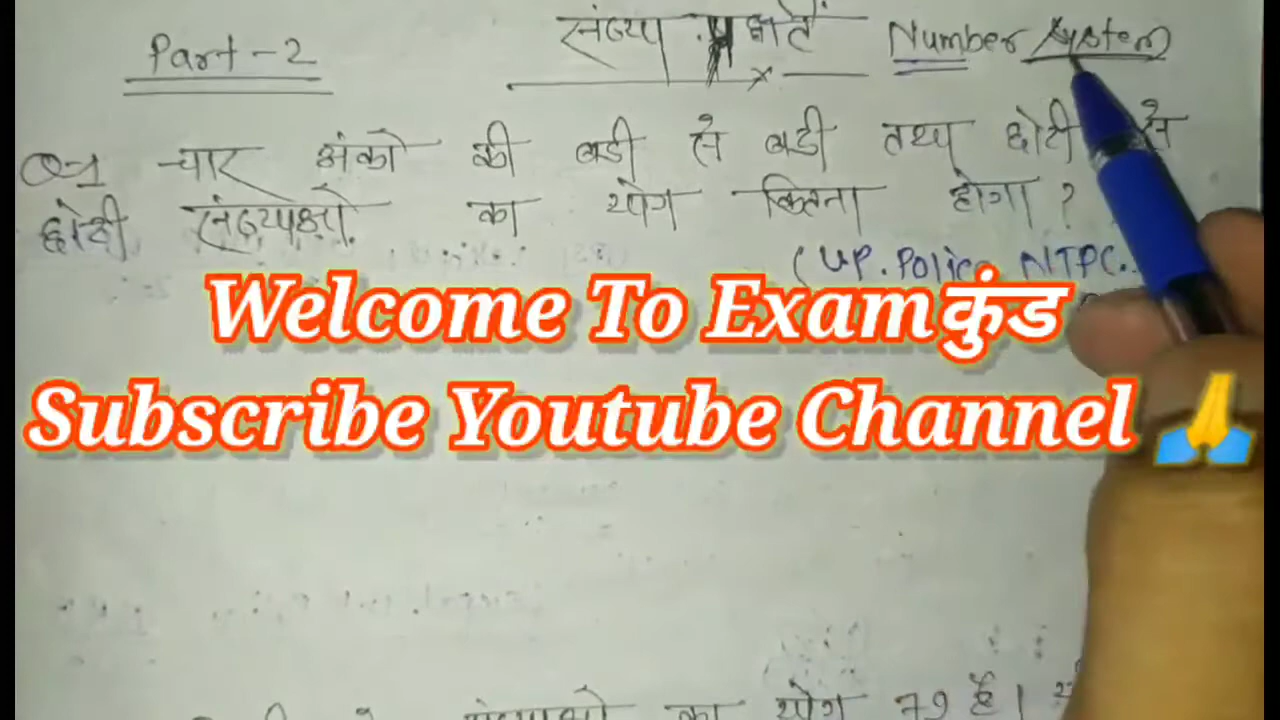 Part-2
संख्या पद्धति Number System
Q-1 चार अंको की बडी से बडी तथा छोटी से
छोटी संख्याओ का योग कितना होगा?
(UP. Police NTPC..
Welcome To Examकुंड
Subscribe Youtube Channel 🙏
संख्याओ का योग 79 है।